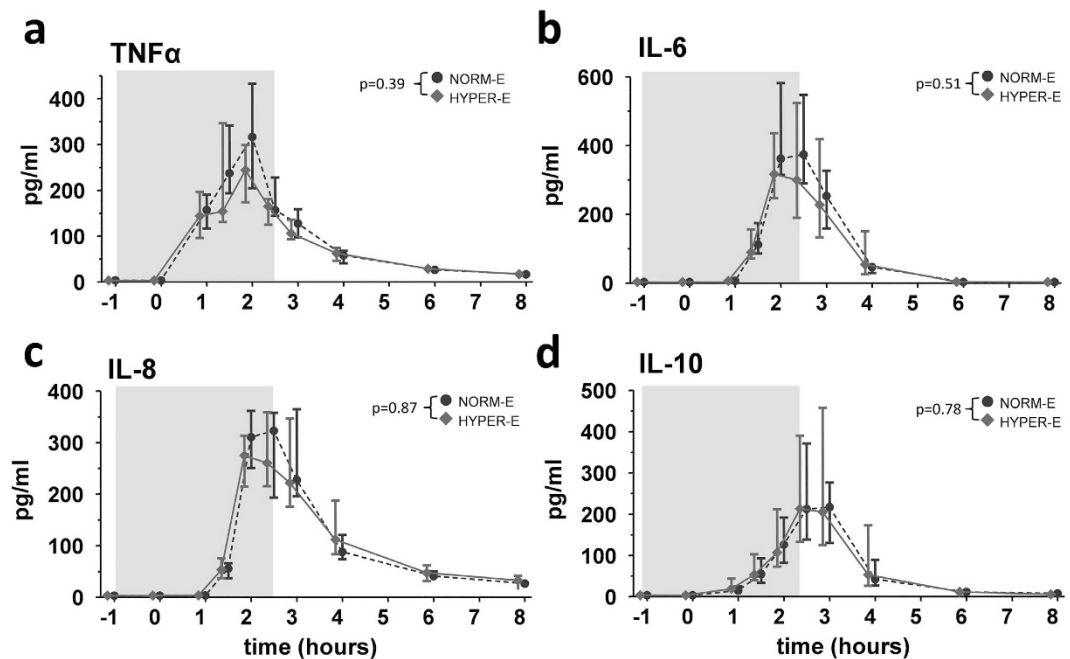 a
TNFα
pg/ml
400
300
200
100
0
p=0.39
NORM-E
HYPER-E
-1 0 1 2 3 4 5 6 7 8
b
IL-6
pg/ml
600
400
200
0
p=0.51
NORM-E
HYPER-E
-1 0 1 2 3 4 5 6 7 8
c
IL-8
pg/ml
400
300
200
100
0
p=0.87
NORM-E
HYPER-E
-1 0 1 2 3 4 5 6 7 8
time (hours)
d
IL-10
pg/ml
500
400
300
200
100
0
p=0.78
NORM-E
HYPER-E
-1 0 1 2 3 4 5 6 7 8
time (hours)